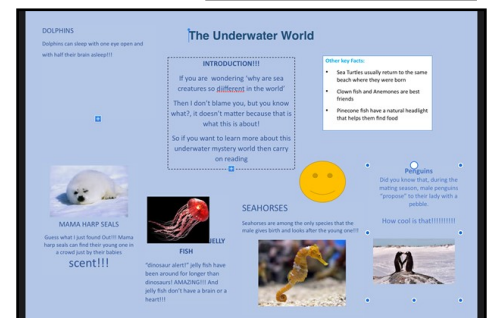 The Underwater World
DOLPHINS
Dolphins can sleep with one eye open and
with half their brain asleep!!!
INTRODUCTION!!!
If you are wondering 'why are sea
creatures so diifferent in the world'
Then I don't blame you, but you know
what?, it doesn't matter because that is
what this is about!
So if you want to learn more about this
underwater mystery world then carry
on reading
Other key Facts:
• Sea Turtles usually return to the same
beach where they were born
• Clown fish and Anemones are best
friends
• Pinecone fish have a natural headlight
that helps them find food
MAMA HARP SEALS
Guess what I just found Out!!! Mama
harp seals can find their young one in
a crowd just by their babies
scent!!!
JELLY
FISH
"dinosaur alert!" jelly fish have
been around for longer than
dinosaurs! AMAZING!!! And
jelly fish don't have a brain or a
heart!!!
SEAHORSES
Seahorses are among the only species that the
male gives birth and looks after the young one!!!
Penguins
Did you know that, during the
mating season, male penguins
"propose" to their lady with a
pebble.
How cool is that!!!!!!!!!!